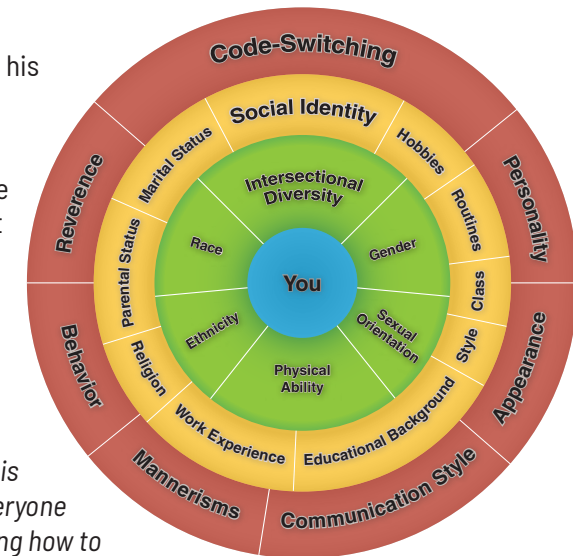 his
e
t
is
eryone
ng how to
Code-Switching
Personality
Appearance
Communication Style
Mannerisms
Behavior
Reverence
Social Identity
Hobbies
Routines
Class
Style
Educational Background
Work Experience
Religion
Parental Status
Marital Status
Intersectional
Diversity
Gender
Sexual
Orientation
Physical
Ability
Ethnicity
Race
You